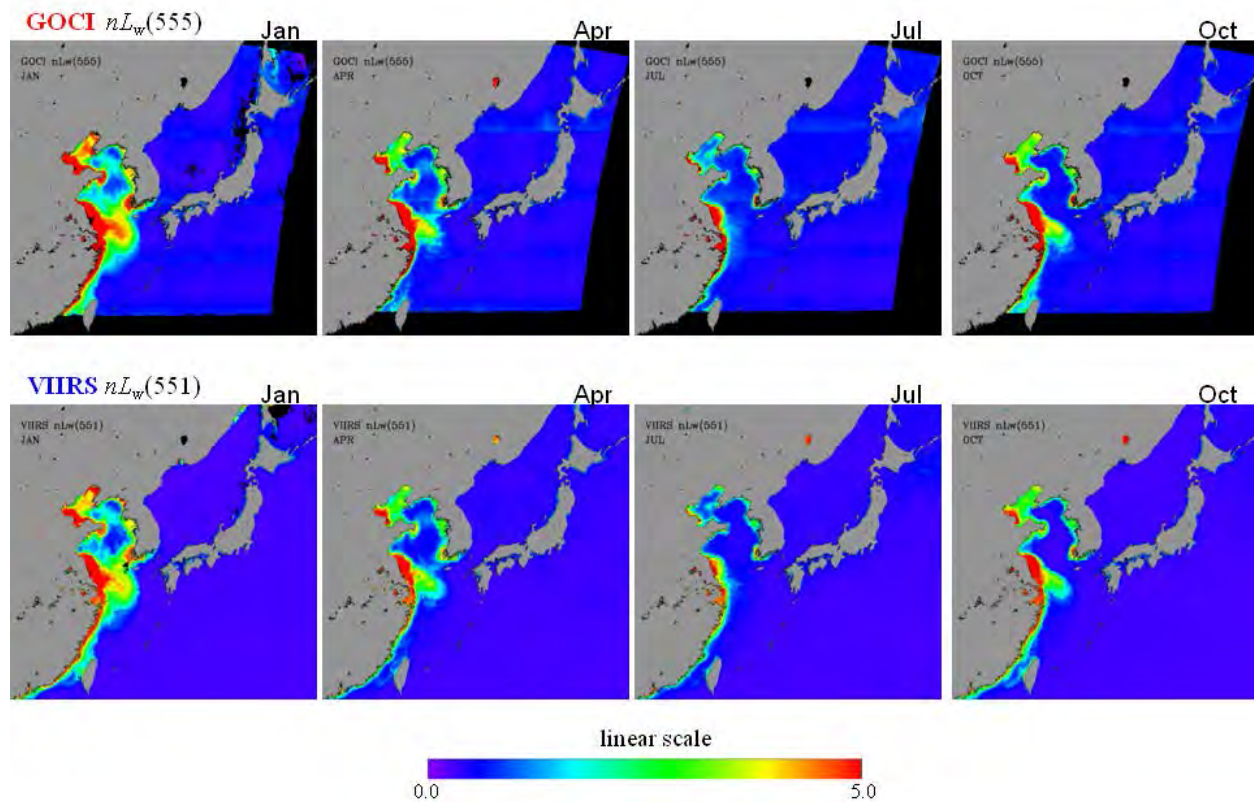 GOCI nLw(555)
Jan
Apr
Jul
Oct
GOCI nLw(555)
JAN
GOCI nLw(555)
APR
GOCI nLw(555)
JUL
GOCI nLw(555)
OCT
VIIRS nLw(551)
Jan
Apr
Jul
Oct
VIIRS nLw(551)
JAN
VIIRS nLw(551)
APR
VIIRS nLw(551)
JUL
VIIRS nLw(551)
OCT
linear scale
0.0
5.0